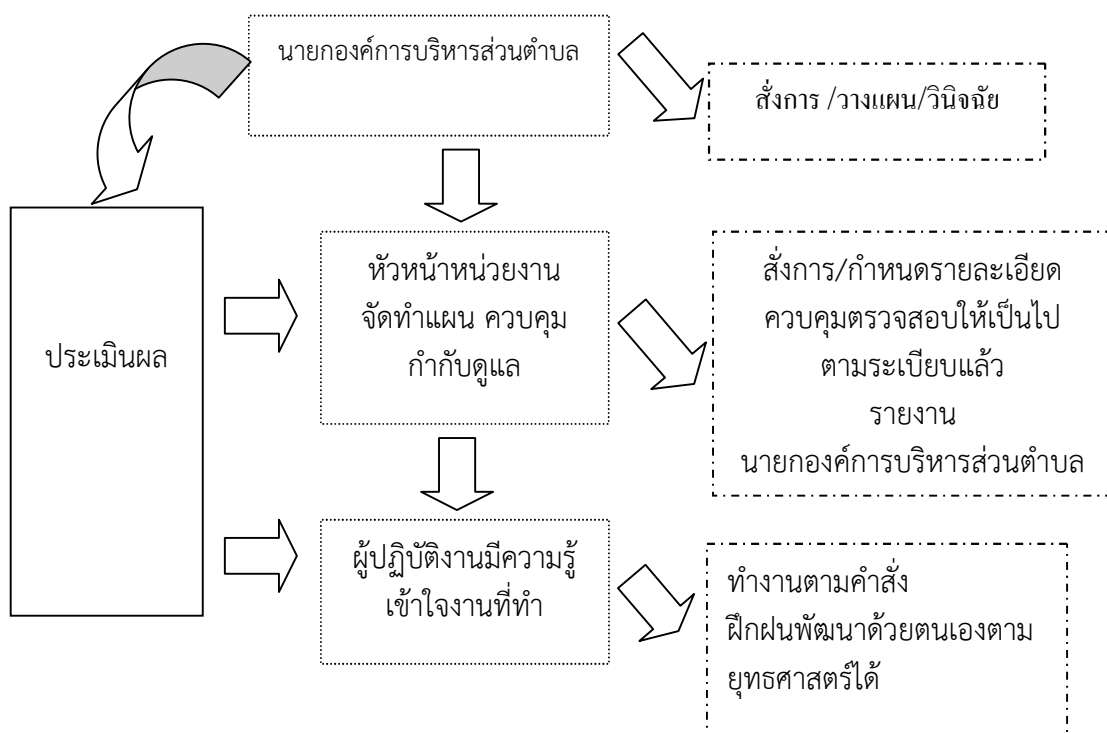 นายกองค์การบริหารส่วนตำบล
สั่งการ /วางแผน/วินิจฉัย
ประเมินผล
หัวหน้าหน่วยงาน
จัดทำแผน ควบคุม
กำกับดูแล
สั่งการ/กำหนดรายละเอียด
ควบคุมตรวจสอบให้เป็นไป
ตามระเบียบแล้ว
รายงาน
นายกองค์การบริหารส่วนตำบล
ผู้ปฏิบัติงานมีความรู้
เข้าใจงานที่ทำ
ทำงานตามคำสั่ง
ฝึกฝนพัฒนาด้วยตนเองตาม
ยุทธศาสตร์ได้